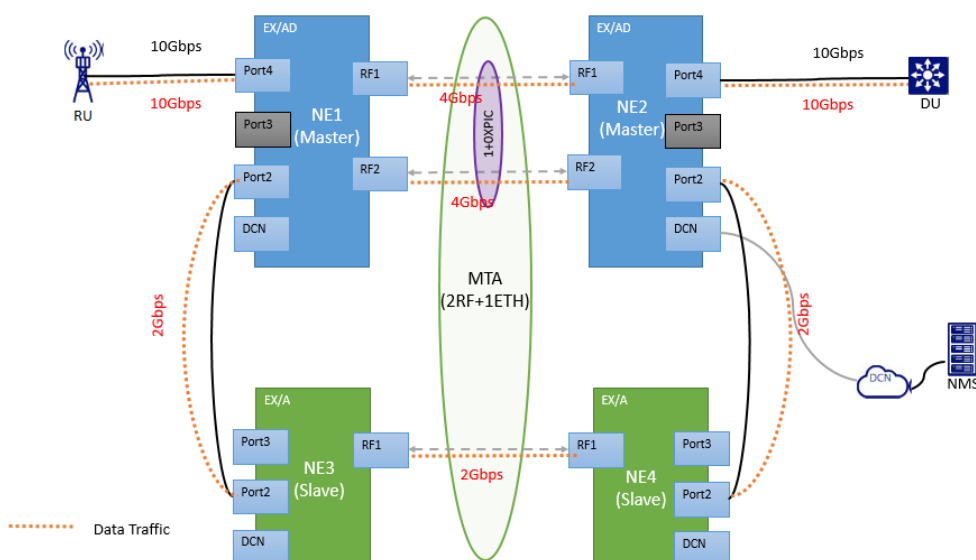 EX/AD
EX/AD
10Gbps
Port4
RF1
RF1
Port4
10Gbps
RU
10Gbps
4Gbps
10Gbps
DU
Port3
NE1
(Master)
1+0XPIC
NE2
(Master)
Port3
Port2
RF2
RF2
Port2
4Gbps
DCN
DCN
MTA
(2RF+1ETH)
2Gbps
2Gbps
DCN
NMS
EX/A
EX/A
Port3
RF1
RF1
Port3
NE3
(Slave)
2Gbps
NE4
(Slave)
Port2
Port2
Data Traffic
DCN
DCN